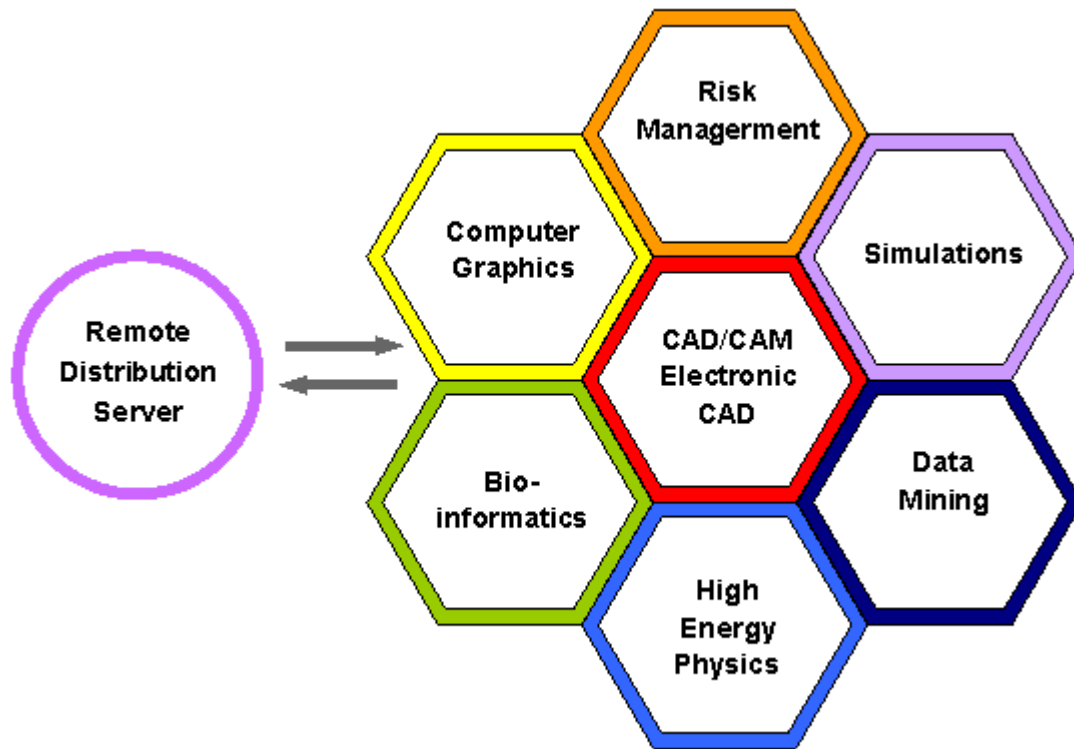 Risk
Managerment
Computer
Graphics
Simulations
Remote
Distribution
Server
CAD/CAM
Electronic
CAD
Bio-
informatics
Data
Mining
High
Energy
Physics